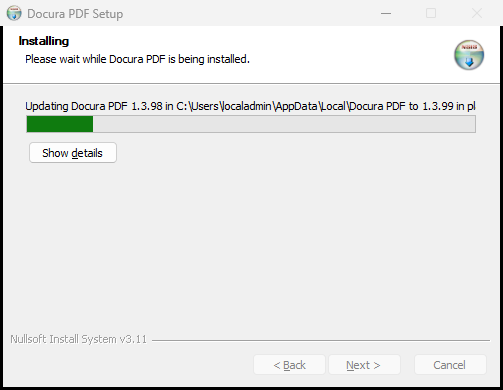 Docura PDF Setup
Installing
Please wait while Docura PDF is being installed.
Updating Docura PDF 1.3.98 in C:\Users\localadmin\AppData\Local\Docura PDF to 1.3.99 in pl
Show details
Nullsoft Install System v3.11
< Back
Next >
Cancel